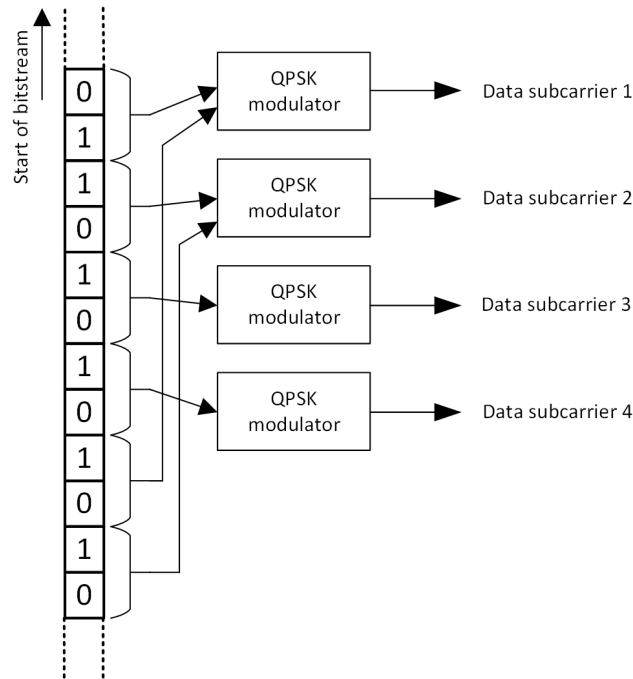 Start of bitstream
0
1
1
0
1
0
1
0
1
0
1
0
QPSK
modulator
Data subcarrier 1
QPSK
modulator
Data subcarrier 2
QPSK
modulator
Data subcarrier 3
QPSK
modulator
Data subcarrier 4